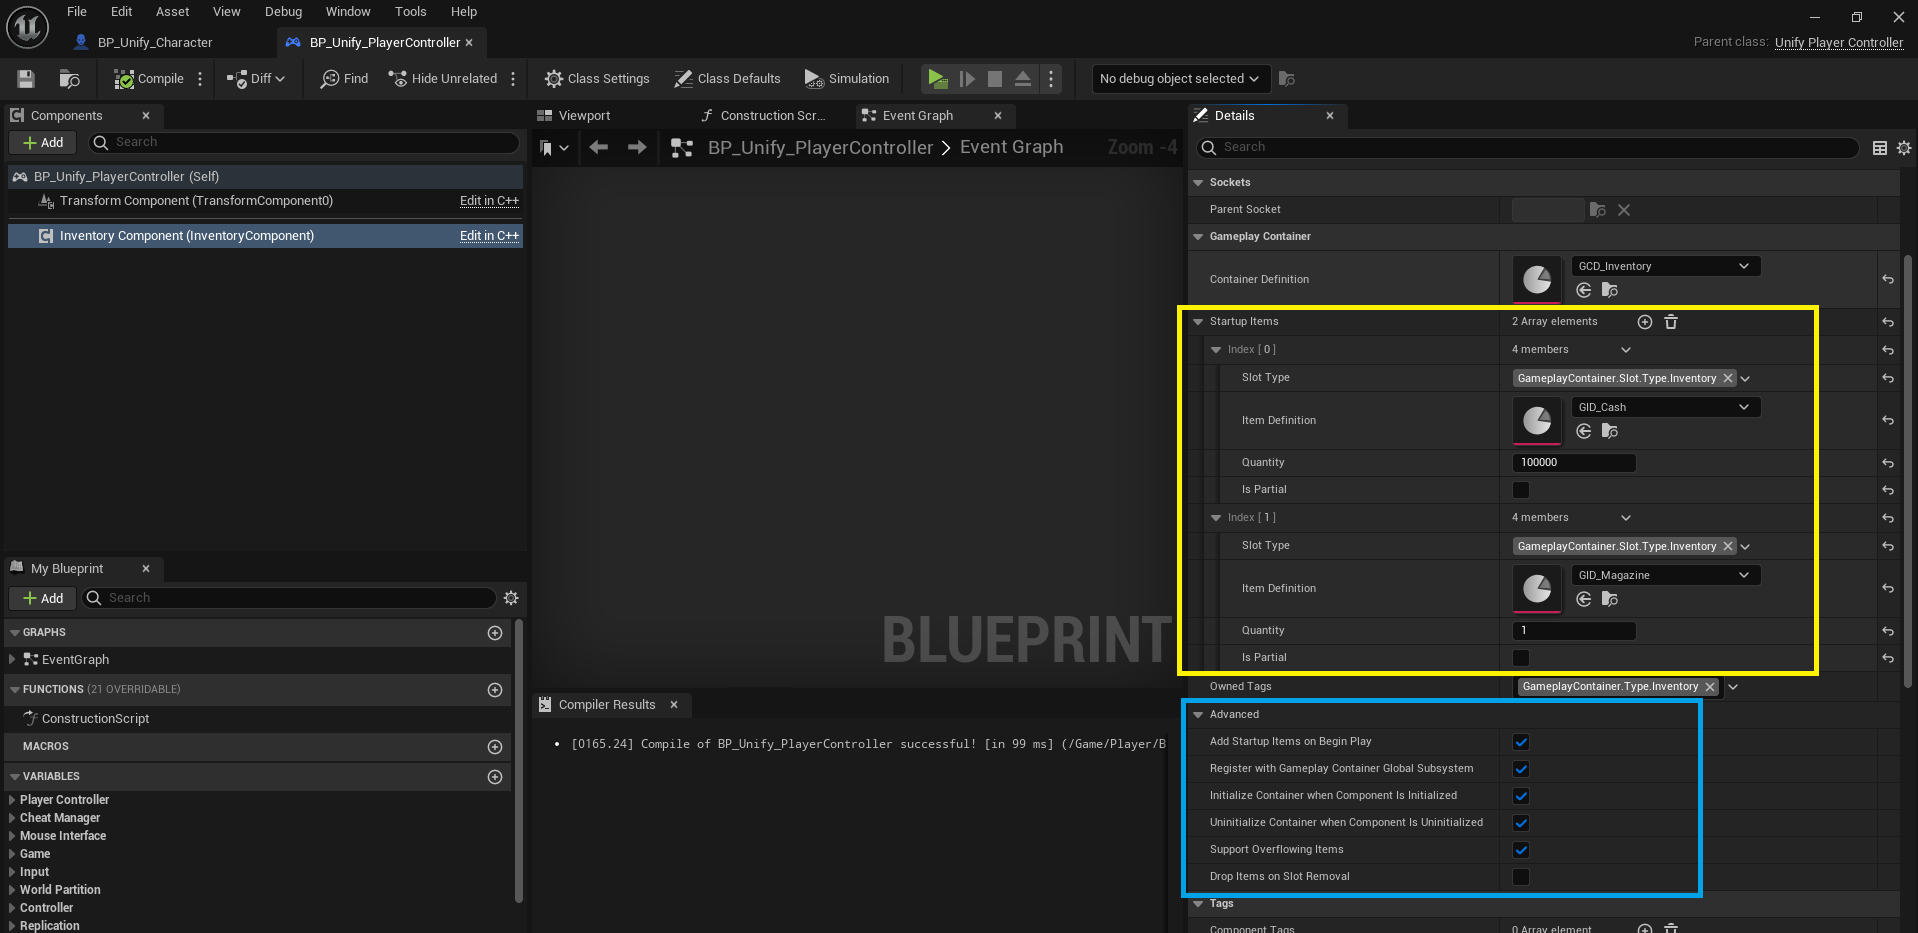 File Edit Asset View Debug Window Tools Help
BP_Unify_Character
BP_Unify_PlayerController
Parent class: Unify Player Controller
Compile
Diff
Find
Hide Unrelated
Class Settings
Class Defaults
Simulation
No debug object selected
Components
Add
Search
BP_Unify_PlayerController (Self)
Transform Component (TransformComponent0) Edit in C++
Inventory Component (InventoryComponent) Edit in C++
My Blueprint
Add
Search
GRAPHS
EventGraph
FUNCTIONS (21 OVERRIDABLE)
ConstructionScript
MACROS
VARIABLES
Player Controller
Cheat Manager
Mouse Interface
Game
Input
World Partition
Controller
Replication
Viewport
Construction Scr...
Event Graph
BP_Unify_PlayerController > Event Graph
Zoom -4
BLUEPRINT
Compiler Results
[0165.24] Compile of BP_Unify_PlayerController successful! [in 99 ms] (/Game/Player/B
Details
Search
Sockets
Parent Socket
Gameplay Container
Container Definition GCD_Inventory
Startup Items 2 Array elements
Index [ 0 ] 4 members
Slot Type GameplayContainer.Slot.Type.Inventory
Item Definition GID_Cash
Quantity 100000
Is Partial
Index [ 1 ] 4 members
Slot Type GameplayContainer.Slot.Type.Inventory
Item Definition GID_Magazine
Quantity 1
Is Partial
Owned Tags GameplayContainer.Type.Inventory
Advanced
Add Startup Items on Begin Play
Register with Gameplay Container Global Subsystem
Initialize Container when Component Is Initialized
Uninitialize Container when Component Is Uninitialized
Support Overflowing Items
Drop Items on Slot Removal
Tags
Component Tags 0 Array element